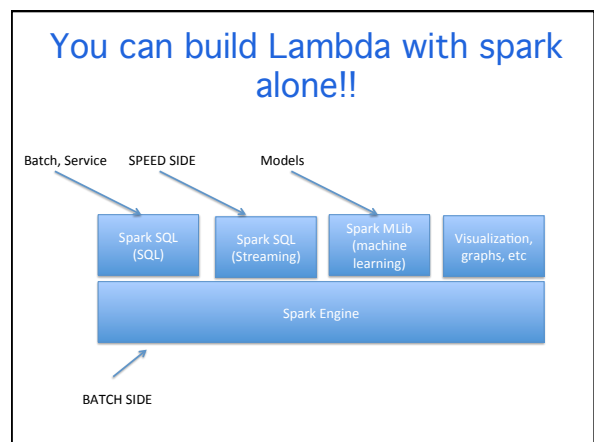 You can build Lambda with spark
alone!!
Batch, Service
SPEED SIDE
Models
Spark SQL
(SQL)
Spark SQL
(Streaming)
Spark MLib
(machine
learning)
Visualization,
graphs, etc
Spark Engine
BATCH SIDE